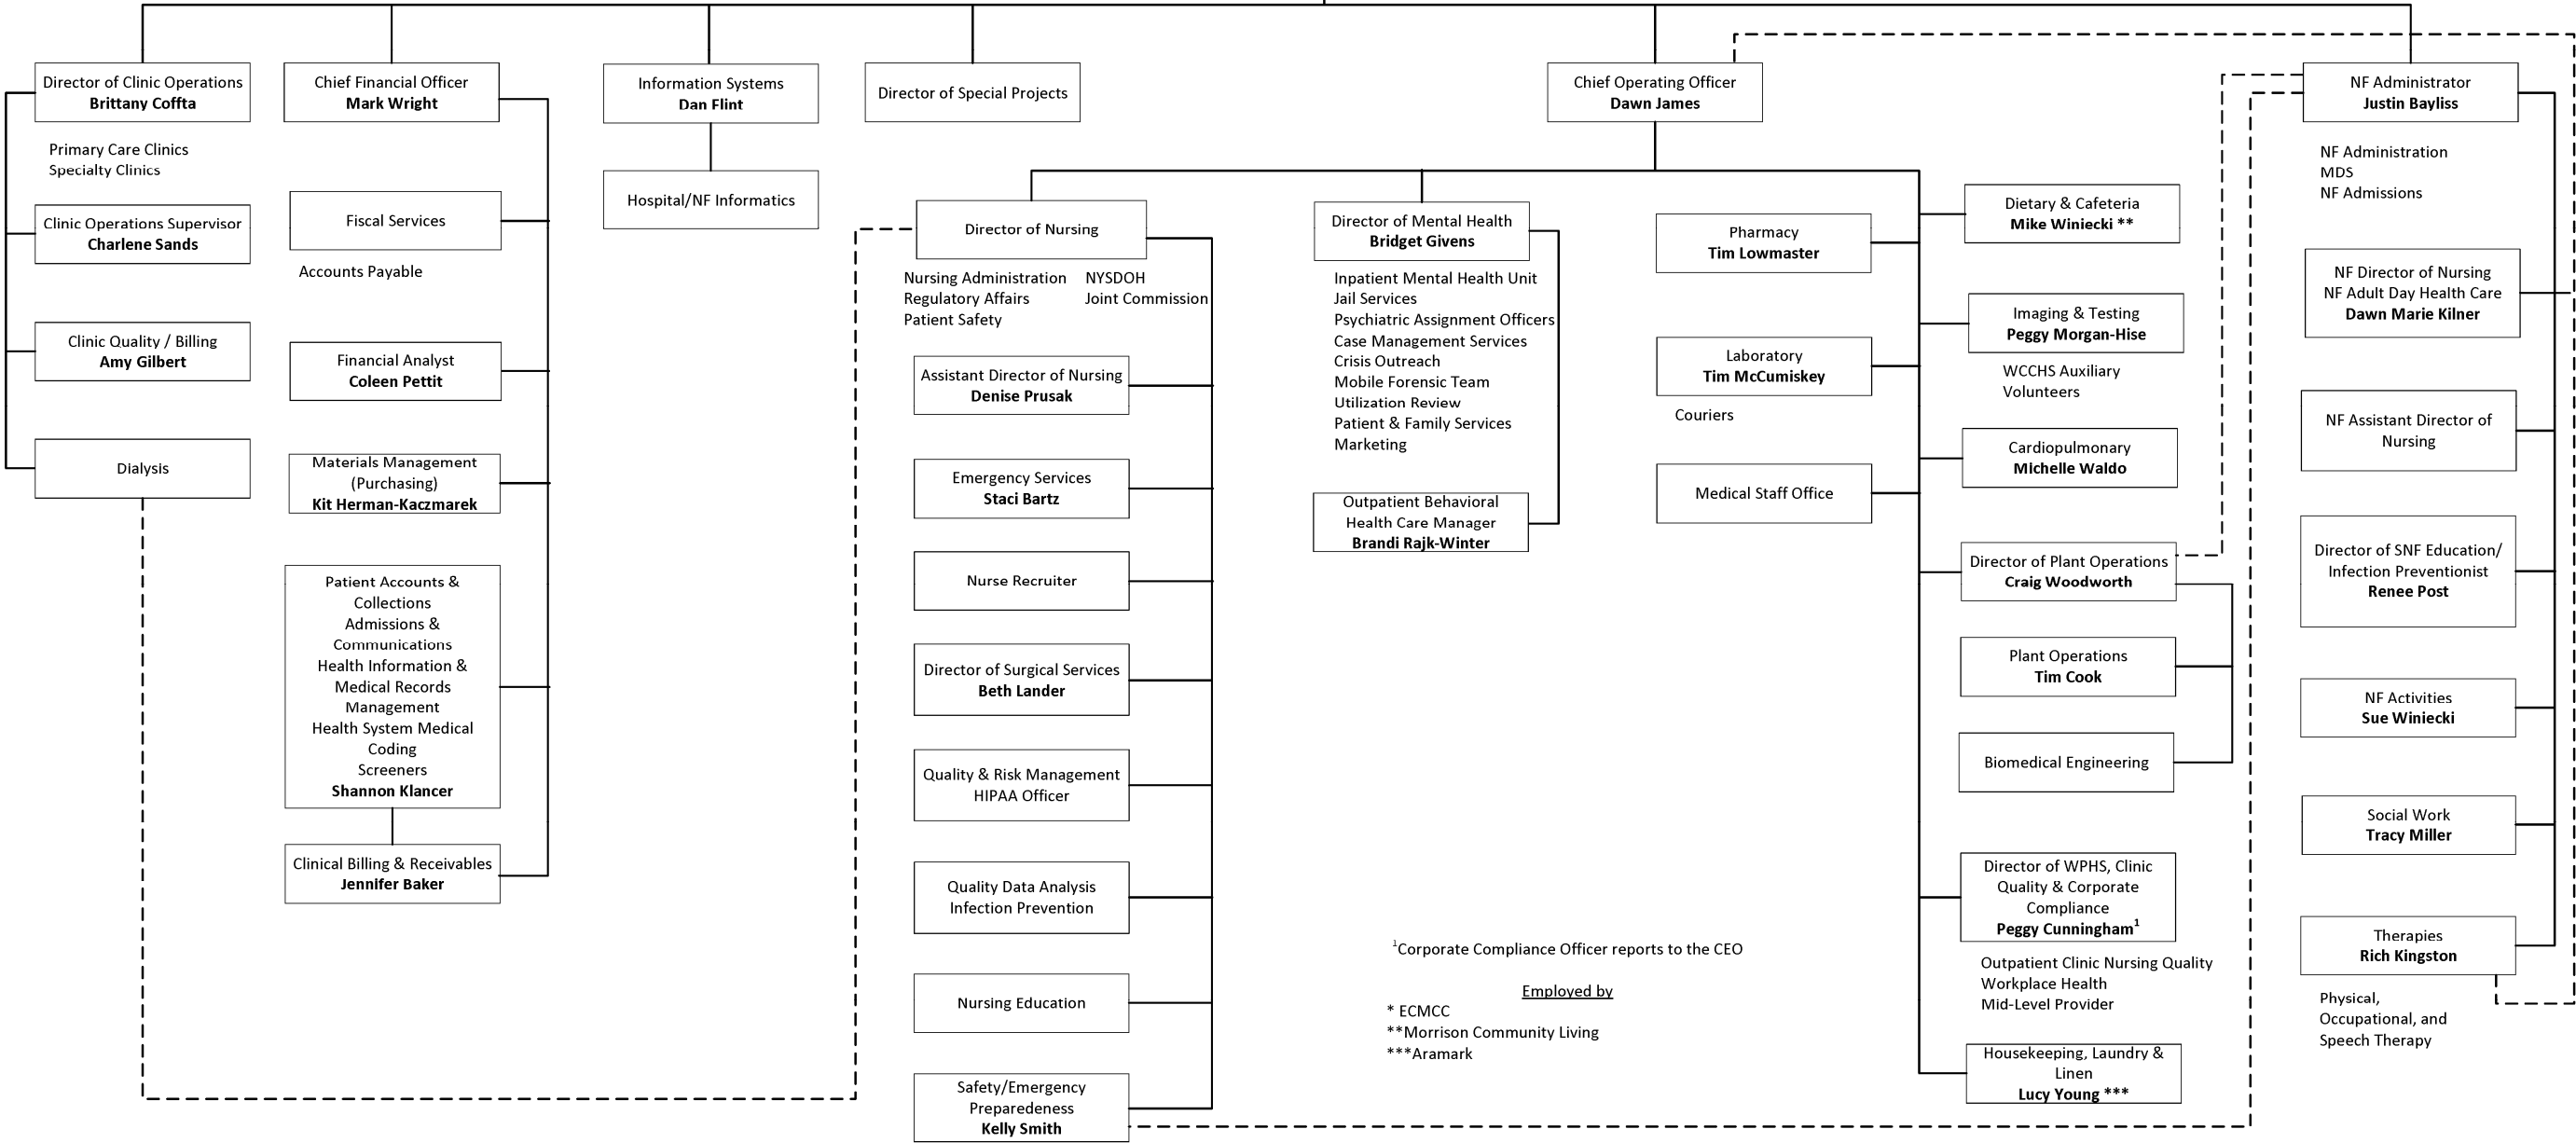 Director of Clinic Operations
Brittany Coffta
Primary Care Clinics
Specialty Clinics
Clinic Operations Supervisor
Charlene Sands
Clinic Quality / Billing
Amy Gilbert
Dialysis
Chief Financial Officer
Mark Wright
Fiscal Services
Accounts Payable
Financial Analyst
Coleen Pettit
Materials Management
(Purchasing)
Kit Herman-Kaczmarek
Patient Accounts &
Collections
Admissions &
Communications
Health Information &
Medical Records
Management
Health System Medical
Coding
Screeners
Shannon Klancer
Clinical Billing & Receivables
Jennifer Baker
Information Systems
Dan Flint
Hospital/NF Informatics
Director of Special Projects
Chief Operating Officer
Dawn James
Director of Nursing
Nursing Administration NYSDOH
Regulatory Affairs Joint Commission
Patient Safety
Assistant Director of Nursing
Denise Prusak
Emergency Services
Staci Bartz
Nurse Recruiter
Director of Surgical Services
Beth Lander
Quality & Risk Management
HIPAA Officer
Quality Data Analysis
Infection Prevention
Nursing Education
Safety/Emergency
Preparedeness
Kelly Smith
Director of Mental Health
Bridget Givens
Inpatient Mental Health Unit
Jail Services
Psychiatric Assignment Officers
Case Management Services
Crisis Outreach
Mobile Forensic Team
Utilization Review
Patient & Family Services
Marketing
Outpatient Behavioral
Health Care Manager
Brandi Rajk-Winter
Pharmacy
Tim Lowmaster
Laboratory
Tim McCumiskey
Couriers
Medical Staff Office
Dietary & Cafeteria
Mike Winiecki **
Imaging & Testing
Peggy Morgan-Hise
WCCHS Auxiliary
Volunteers
Cardiopulmonary
Michelle Waldo
Director of Plant Operations
Craig Woodworth
Plant Operations
Tim Cook
Biomedical Engineering
Director of WPHS, Clinic
Quality & Corporate
Compliance
Peggy Cunningham¹
Outpatient Clinic Nursing Quality
Workplace Health
Mid-Level Provider
Housekeeping, Laundry &
Linen
Lucy Young ***
¹Corporate Compliance Officer reports to the CEO
Employed by
* ECMCC
**Morrison Community Living
***Aramark
NF Administrator
Justin Bayliss
NF Administration
MDS
NF Admissions
NF Director of Nursing
NF Adult Day Health Care
Dawn Marie Kilner
NF Assistant Director of
Nursing
Director of SNF Education/
Infection Preventionist
Renee Post
NF Activities
Sue Winiecki
Social Work
Tracy Miller
Therapies
Rich Kingston
Physical,
Occupational, and
Speech Therapy